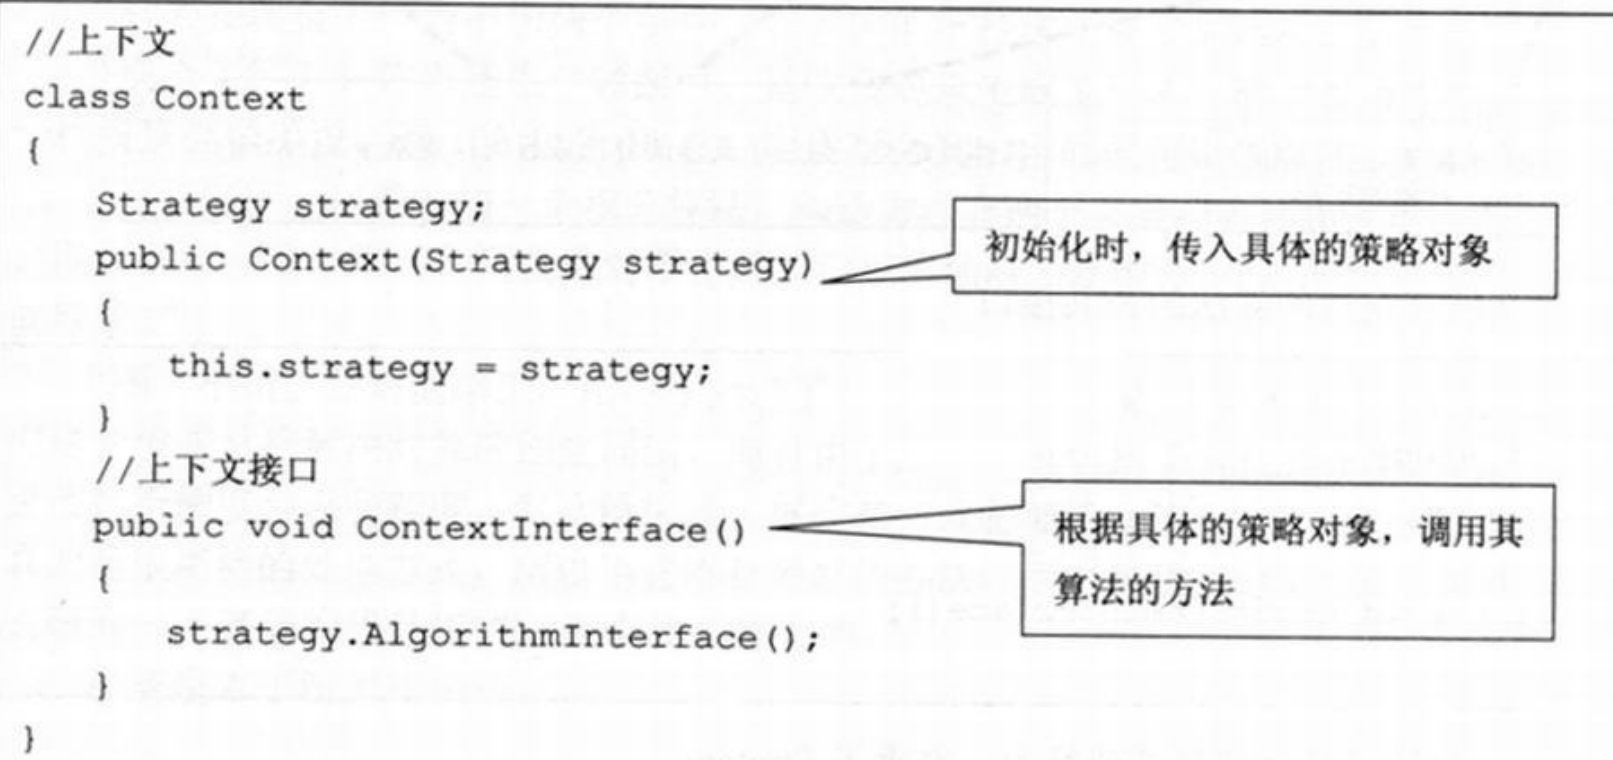 //上下文
class Context
{
Strategy strategy;
public Context(Strategy strategy)
初始化时，传入具体的策略对象
{
this.strategy = strategy;
}
//上下文接口
public void ContextInterface()
根据具体的策略对象，调用其
算法的方法
{
strategy.AlgorithmInterface();
}
}